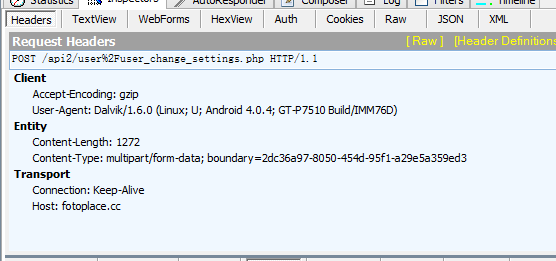 Statistics Inspectors AutoResponder Composer Log Filters Timeline
Headers TextView WebForms HexView Auth Cookies Raw JSON XML
Request Headers [ Raw ] [Header Definitions
POST /api2/user%2Fuser_change_settings.php HTTP/1.1
Client
Accept-Encoding: gzip
User-Agent: Dalvik/1.6.0 (Linux; U; Android 4.0.4; GT-P7510 Build/IMM76D)
Entity
Content-Length: 1272
Content-Type: multipart/form-data; boundary=2dc36a97-8050-454d-95f1-a29e5a359ed3
Transport
Connection: Keep-Alive
Host: fotoplace.cc